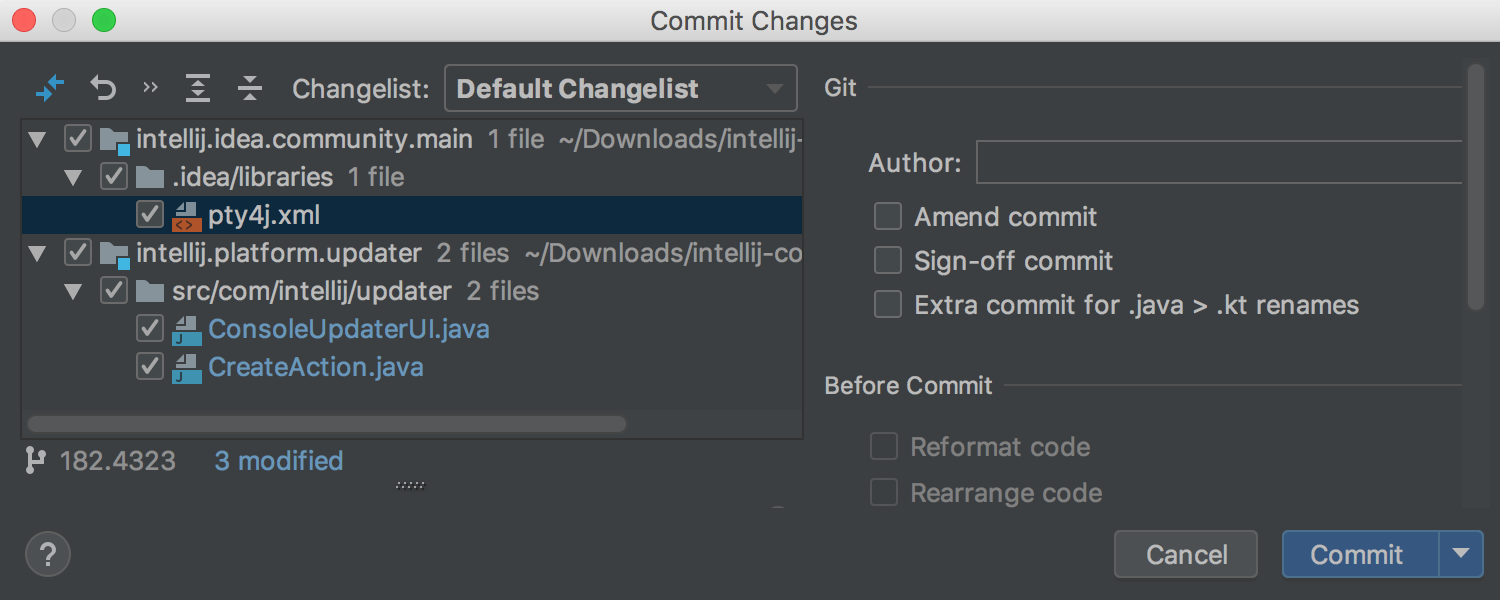 Commit Changes
Changelist: Default Changelist
intellij.idea.community.main 1 file ~/Downloads/intellij-
.idea/libraries 1 file
pty4j.xml
intellij.platform.updater 2 files ~/Downloads/intellij-co
src/com/intellij/updater 2 files
ConsoleUpdaterUI.java
CreateAction.java
182.4323 3 modified
Git
Author:
Amend commit
Sign-off commit
Extra commit for .java > .kt renames
Before Commit
Reformat code
Rearrange code
?
Cancel
Commit